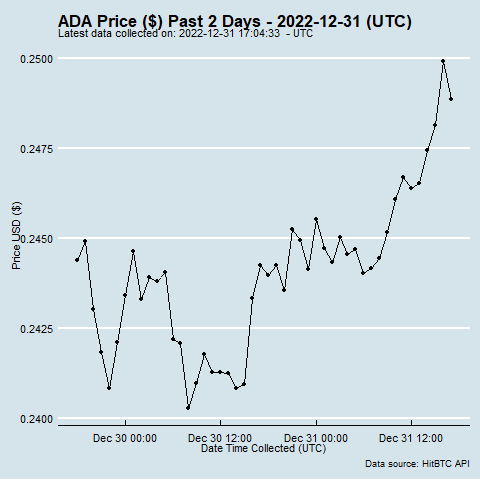 ADA Price ($) Past 2 Days - 2022-12-31 (UTC)
Latest data collected on: 2022-12-31 17:04:33 - UTC
0.2500
0.2475
0.2450
0.2425
0.2400
Price USD ($)
Dec 30 00:00 Dec 30 12:00 Dec 31 00:00 Dec 31 12:00
Date Time Collected (UTC)
Data source: HitBTC API